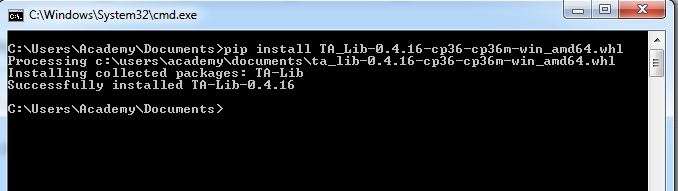 C:\Windows\System32\cmd.exe
C:\Users\Academy\Documents>pip install TA_Lib-0.4.16-cp36-cp36m-win_amd64.whl
Processing c:\users\academy\documents\ta_lib-0.4.16-cp36-cp36m-win_amd64.whl
Installing collected packages: TA-Lib
Successfully installed TA-Lib-0.4.16
C:\Users\Academy\Documents>